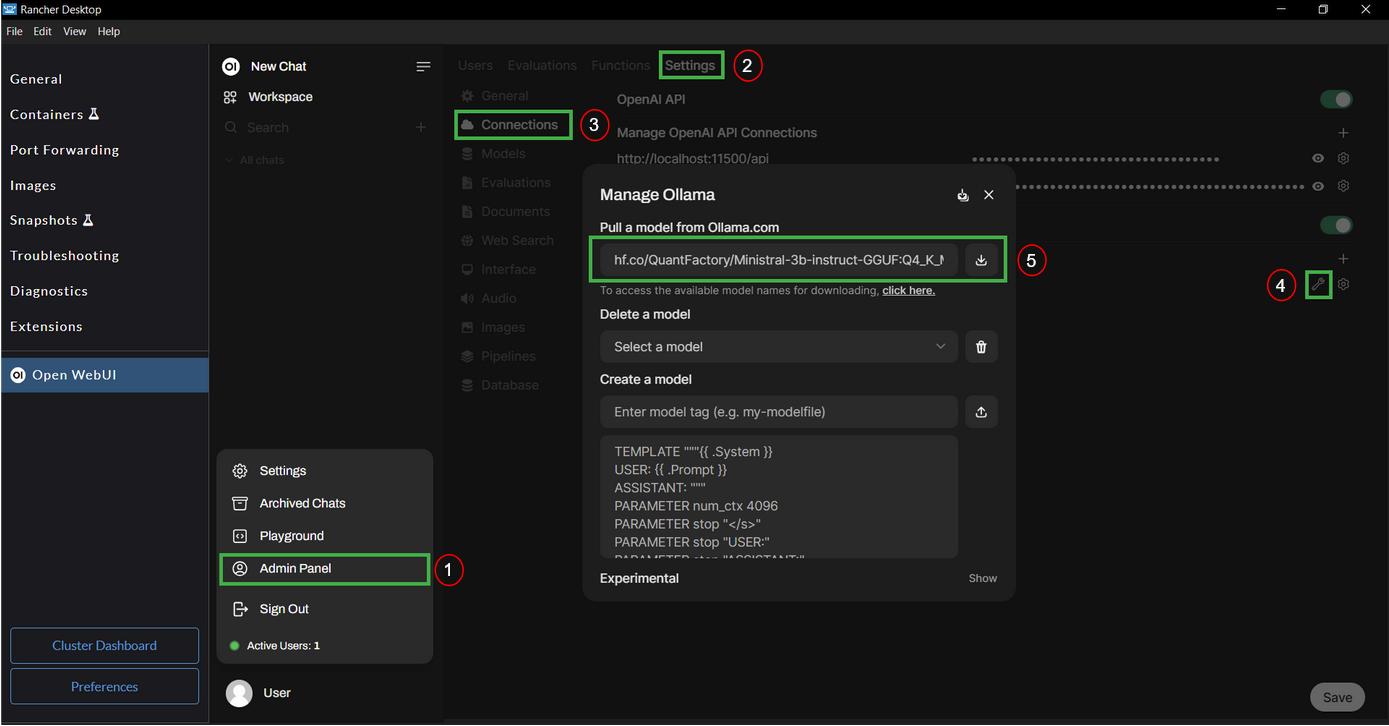 Rancher Desktop
File Edit View Help
General
Containers
Port Forwarding
Images
Snapshots
Troubleshooting
Diagnostics
Extensions
OI Open WebUI
Cluster Dashboard
Preferences
OI New Chat
Workspace
Search
All chats
Settings
Archived Chats
Playground
Admin Panel 1
Sign Out
Active Users: 1
User
Users Evaluations Functions Settings 2
General
Connections 3
Models
Evaluations
Documents
Web Search
Interface
Audio
Images
Pipelines
Database
OpenAI API
Manage OpenAI API Connections
http://localhost:11500/api
4
Manage Ollama
Pull a model from Ollama.com
hf.co/QuantFactory/Ministral-3b-instruct-GGUF:Q4_K_M 5
To access the available model names for downloading, click here.
Delete a model
Select a model
Create a model
Enter model tag (e.g. my-modelfile)
TEMPLATE """{{ .System }}
USER: {{ .Prompt }}
ASSISTANT: """
PARAMETER num_ctx 4096
PARAMETER stop "</s>"
PARAMETER stop "USER:"
PARAMETER stop "ASSISTANT:"
Experimental Show
Save